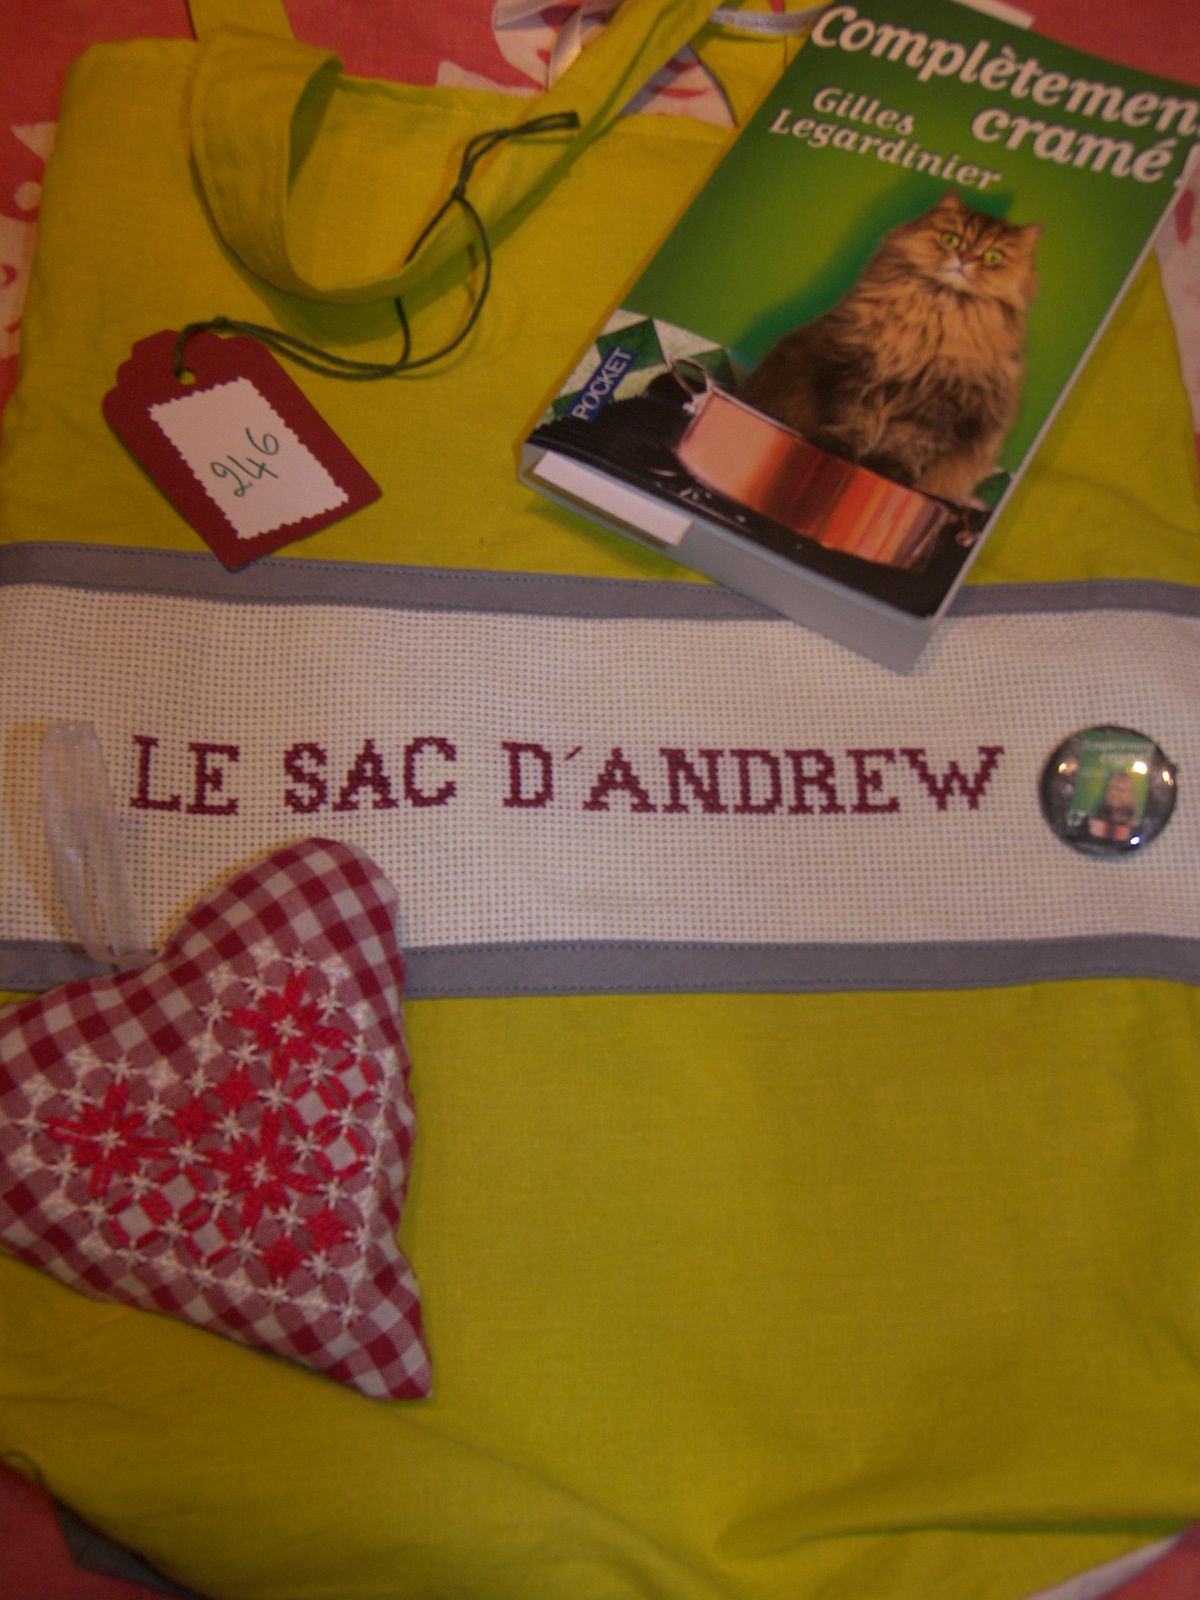 Complètemen
cramé!
Gilles
Legardinier
POCKET
246
LE SAC D'ANDREW